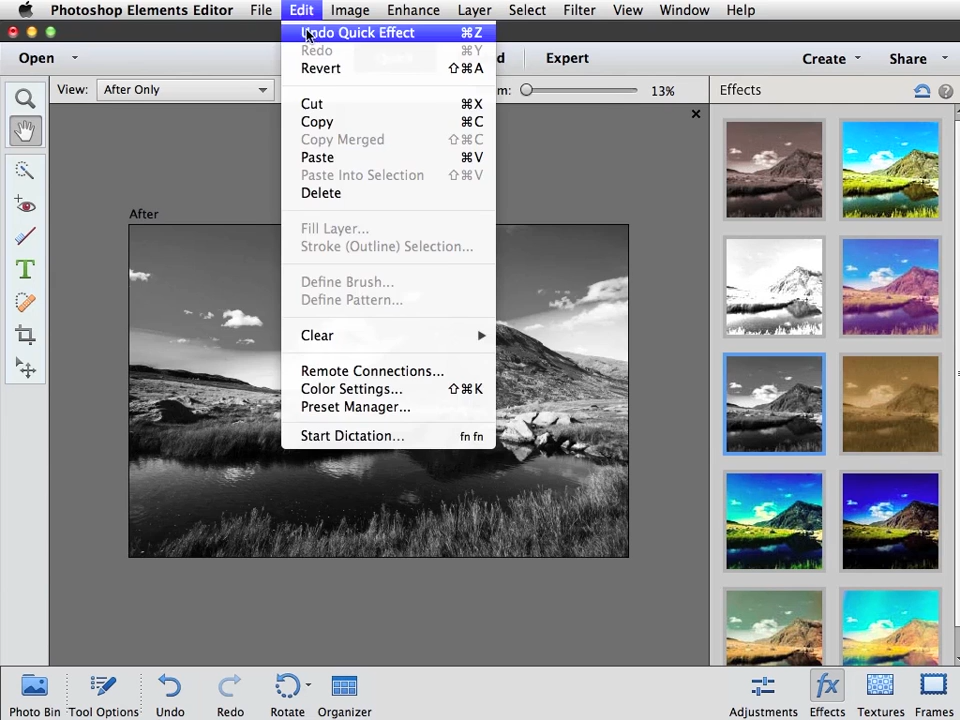 Photoshop Elements Editor File Edit Image Enhance Layer Select Filter View Window Help
Undo Quick Effect ⌘Z
Redo ⌘Y
Revert ⇧⌘A
Cut ⌘X
Copy ⌘C
Copy Merged ⇧⌘C
Paste ⌘V
Paste Into Selection ⇧⌘V
Delete
Fill Layer...
Stroke (Outline) Selection...
Define Brush...
Define Pattern...
Clear
Remote Connections...
Color Settings... ⇧⌘K
Preset Manager...
Start Dictation... fn fn
Open Expert Create Share
View: After Only 13% Effects
After
Photo Bin Tool Options Undo Redo Rotate Organizer Adjustments Effects Textures Frames